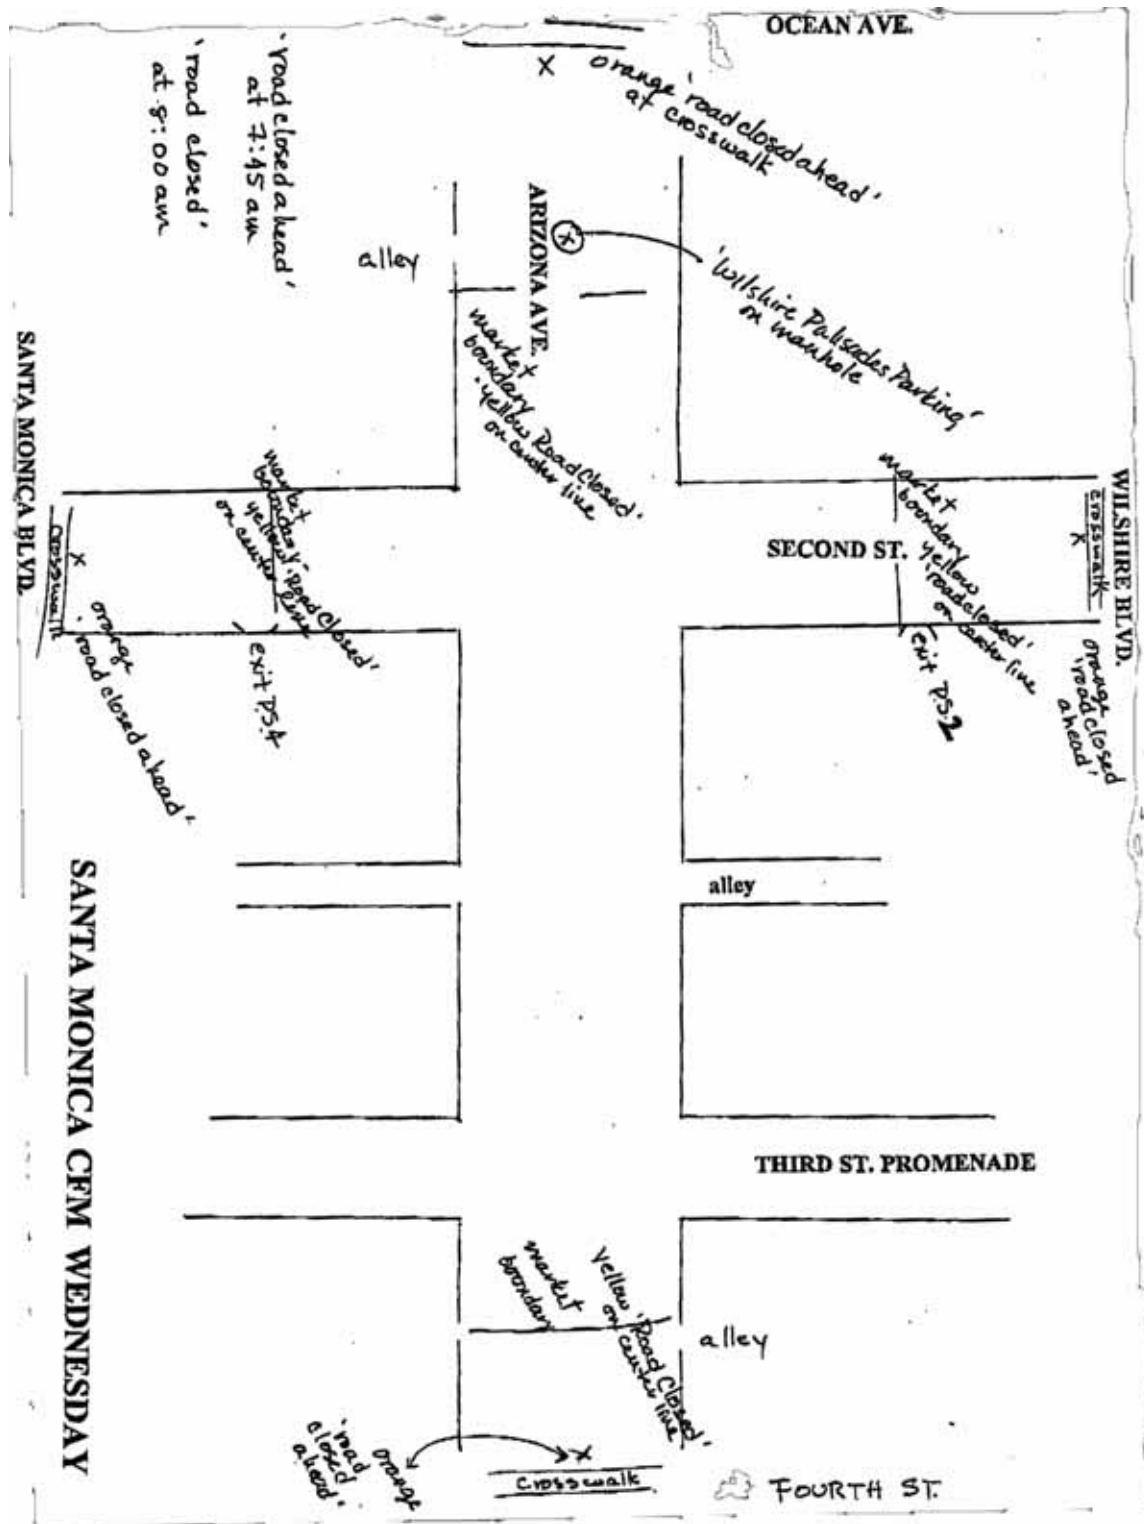 OCEAN AVE.
orange 'road closed ahead'
at crosswalk
'road closed ahead'
at 7:45 am
'road closed'
at 8:00 am
alley
ARIZONA AVE.
'Wilshire Palisades Parking'
on manhole
market
boundary
'yellow Road Closed'
on center line
SANTA MONICA BLVD.
crosswalk
orange
'road closed ahead'
market
boundary
yellow 'Road Closed'
on center line
exit P.S.4
SECOND ST.
market
boundary
yellow
'road closed'
on center line
exit P.S.2
WILSHIRE BLVD.
crosswalk
orange
'road closed
ahead'
alley
SANTA MONICA CFM WEDNESDAY
THIRD ST. PROMENADE
market
boundary
yellow 'Road Closed'
on center line
alley
orange
'road
closed
ahead'
crosswalk
FOURTH ST.